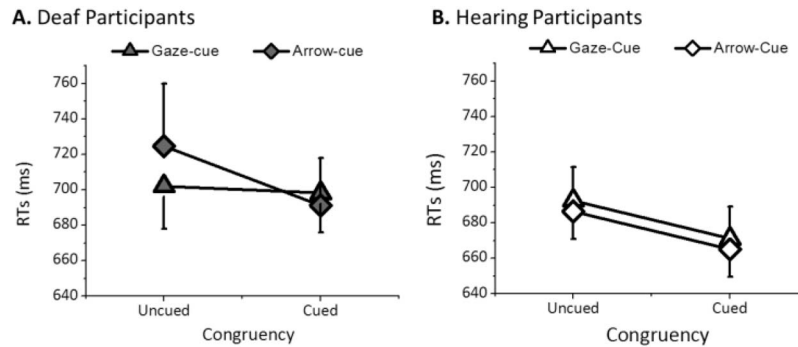 A. Deaf Participants
Gaze-cue Arrow-cue
760
740
720
700
680
660
640
RTs (ms)
Uncued Cued
Congruency
B. Hearing Participants
Gaze-Cue Arrow-Cue
760
740
720
700
680
660
640
RTs (ms)
Uncued Cued
Congruency